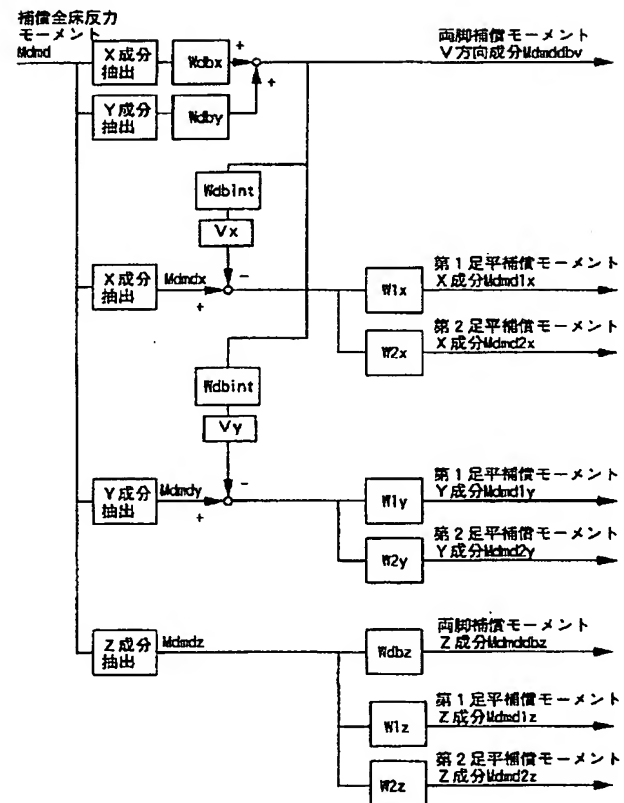 補償全床反力
モーメント
Mdmd
X成分
抽出
Wdbx
+
+
両脚補償モーメント
V方向成分Mdmddbv
Y成分
抽出
Wdby
Wdbint
Vx
X成分
抽出
Mdmdx
-
+
W1x
第1足平補償モーメント
X成分Mdmd1x
W2x
第2足平補償モーメント
X成分Mdmd2x
Wdbint
Vy
Y成分
抽出
Mdmdy
-
+
W1y
第1足平補償モーメント
Y成分Mdmd1y
W2y
第2足平補償モーメント
Y成分Mdmd2y
Z成分
抽出
Mdmdz
Wdbz
両脚補償モーメント
Z成分Mdmddbz
W1z
第1足平補償モーメント
Z成分Mdmd1z
W2z
第2足平補償モーメント
Z成分Mdmd2z